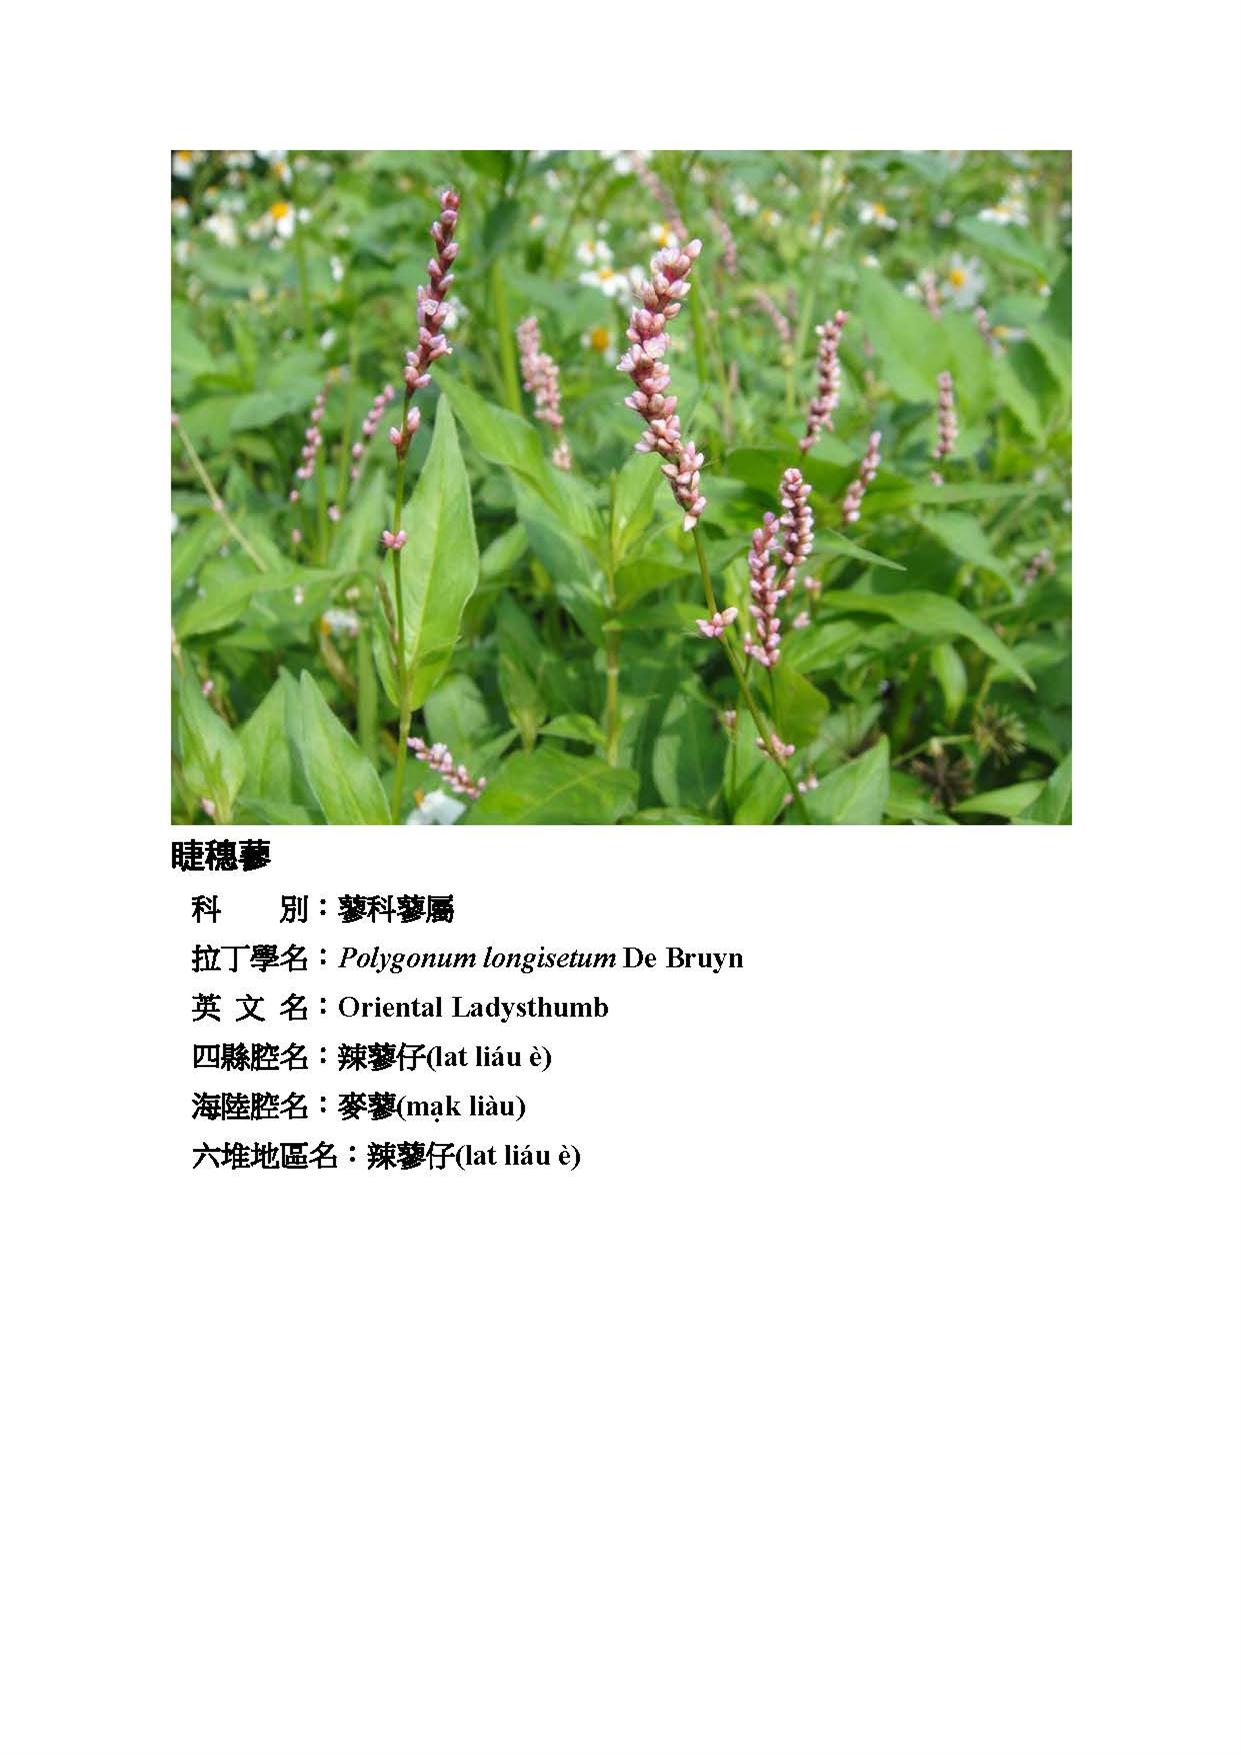 睫穗蓼
科　　別：蓼科蓼屬
拉丁學名：Polygonum longisetum De Bruyn
英 文 名：Oriental Ladysthumb
四縣腔名：辣蓼仔(lat liáu è)
海陸腔名：麥蓼(mạk liàu)
六堆地區名：辣蓼仔(lat liáu è)